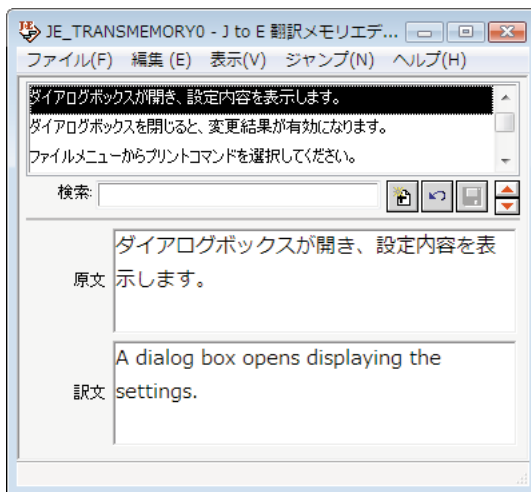 JE_TRANSMEMORY0 - J to E 翻訳メモリエデ...
ファイル(F) 編集(E) 表示(V) ジャンプ(N) ヘルプ(H)
ダイアログボックスが開き、設定内容を表示します。
ダイアログボックスを閉じると、変更結果が有効になります。
ファイルメニューからプリントコマンドを選択してください。
検索:
原文
ダイアログボックスが開き、設定内容を表
示します。
訳文
A dialog box opens displaying the
settings.